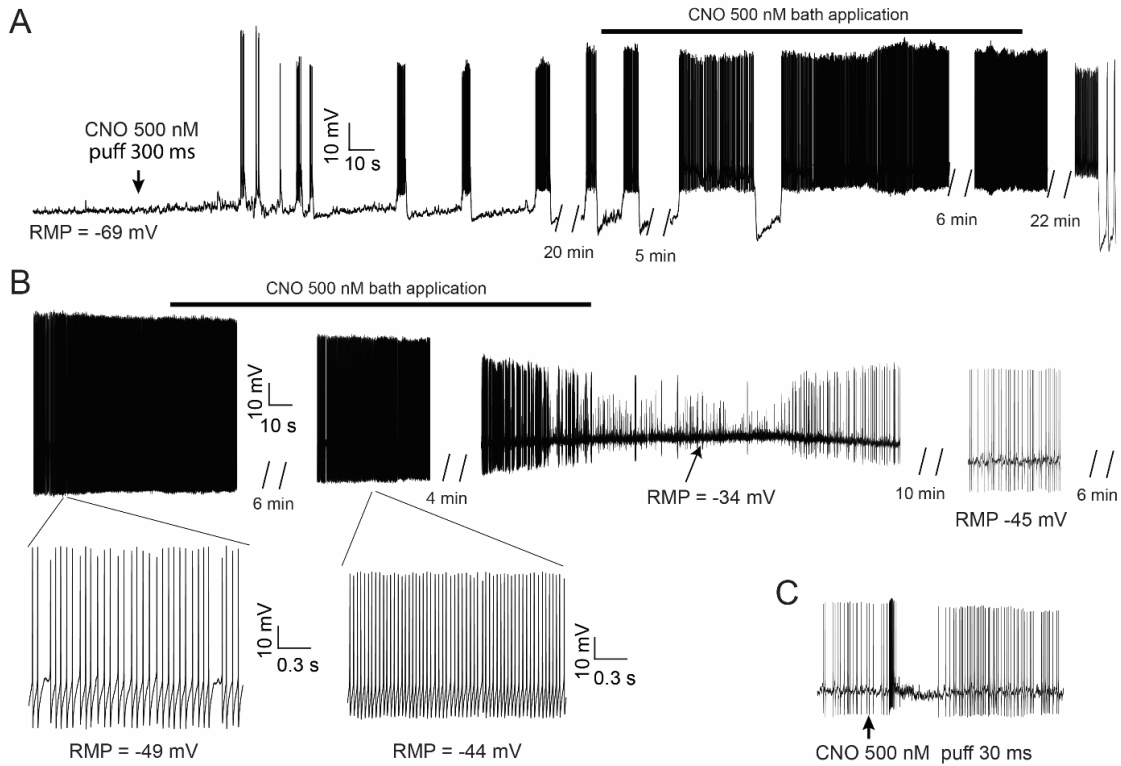 A
CNO 500 nM bath application
CNO 500 nM
puff 300 ms
10 mV
10 s
RMP = -69 mV
20 min
5 min
6 min
22 min
B
CNO 500 nM bath application
10 mV
10 s
6 min
4 min
RMP = -34 mV
10 min
RMP -45 mV
6 min
10 mV
0.3 s
RMP = -49 mV
10 mV
0.3 s
RMP = -44 mV
C
CNO 500 nM puff 30 ms